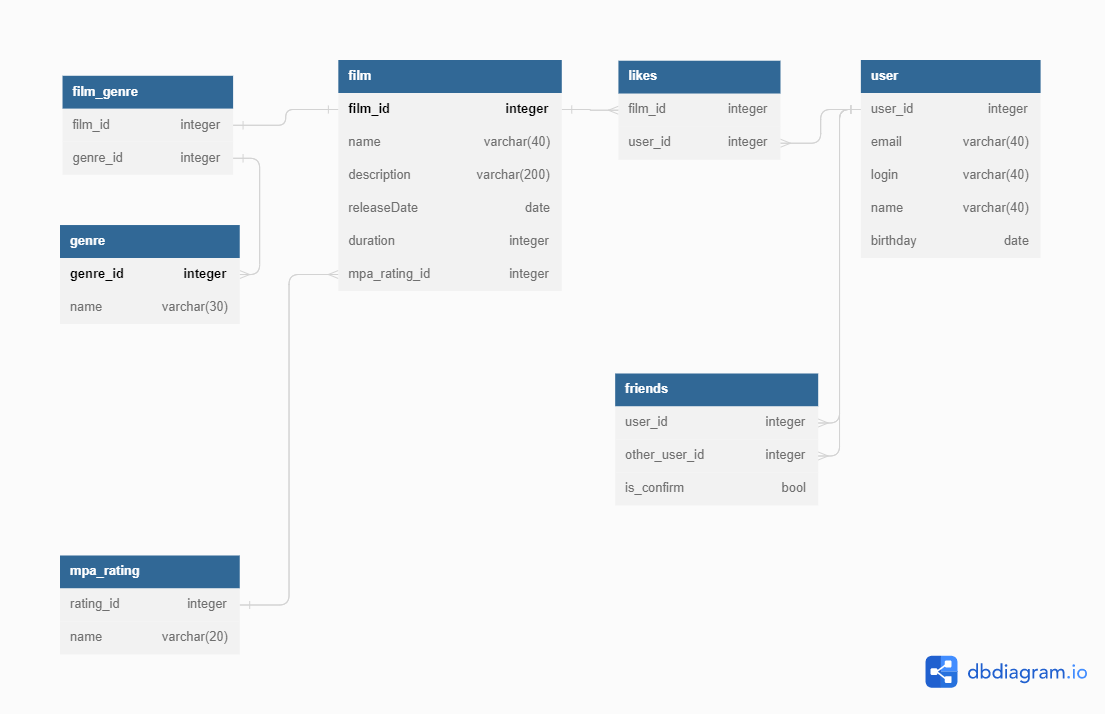 film_genre
film_id integer
genre_id integer
genre
genre_id integer
name varchar(30)
film
film_id integer
name varchar(40)
description varchar(200)
releaseDate date
duration integer
mpa_rating_id integer
likes
film_id integer
user_id integer
user
user_id integer
email varchar(40)
login varchar(40)
name varchar(40)
birthday date
friends
user_id integer
other_user_id integer
is_confirm bool
mpa_rating
rating_id integer
name varchar(20)
dbdiagram.io